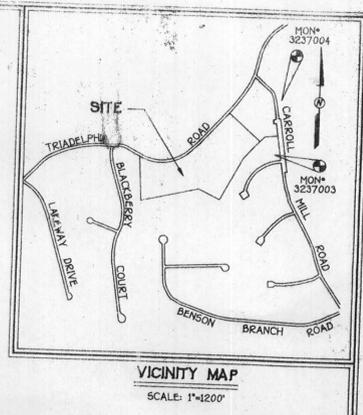 MON#
3237004
N
SITE
TRIADELPHIA
ROAD
CARROLL
MON#
3237003
BLACKBERRY
LAKEWAY DRIVE
MILL
COURT
ROAD
BENSON BRANCH ROAD
VICINITY MAP
SCALE: 1"=1200'